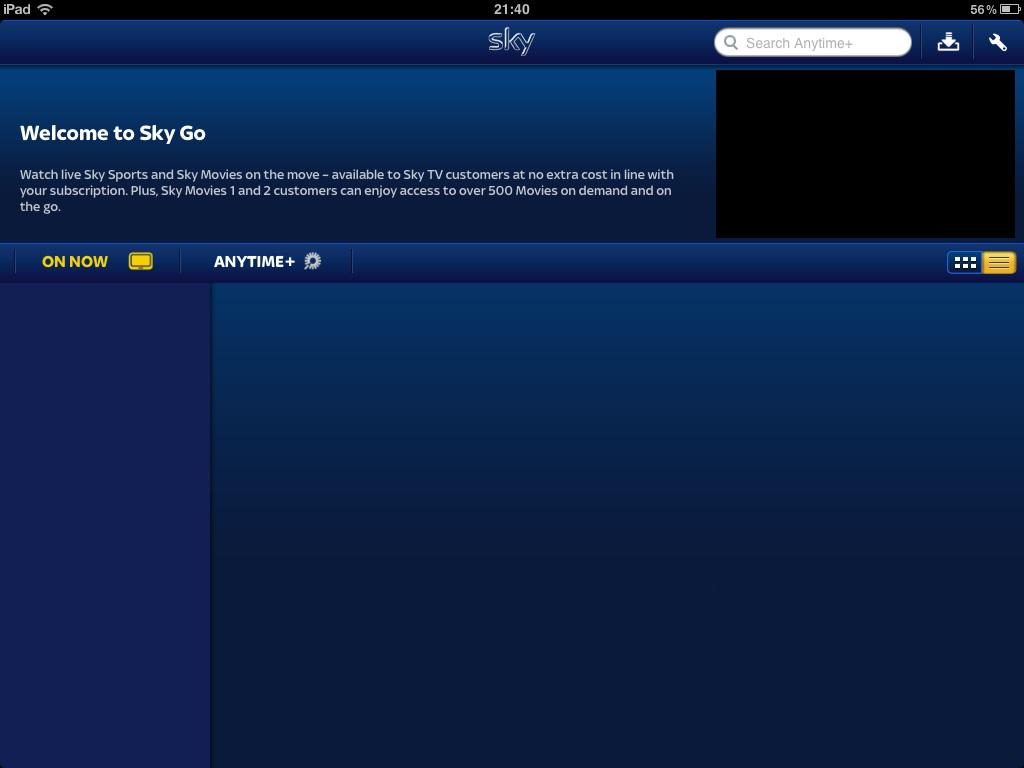 iPad 21:40 56%
sky
Search Anytime+
Welcome to Sky Go
Watch live Sky Sports and Sky Movies on the move – available to Sky TV customers at no extra cost in line with
your subscription. Plus, Sky Movies 1 and 2 customers can enjoy access to over 500 Movies on demand and on
the go.
ON NOW ANYTIME+